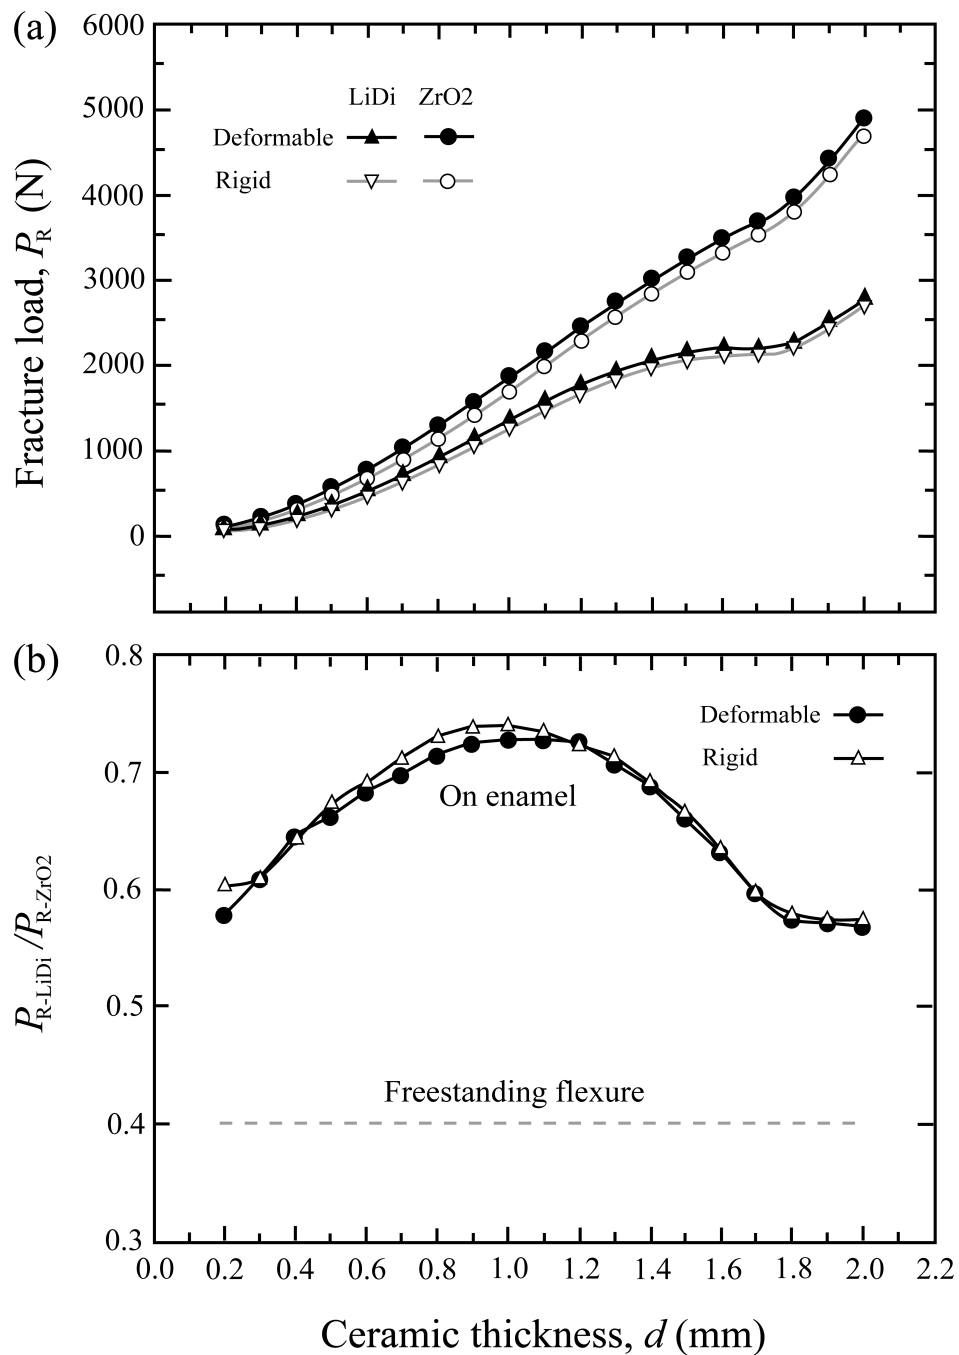 (a)
6000
5000
4000
3000
2000
1000
0
Fracture load, P_R (N)
LiDi ZrO2
Deformable
Rigid
(b)
0.8
0.7
0.6
0.5
0.4
0.3
P_R-LiDi /P_R-ZrO2
Deformable
Rigid
On enamel
Freestanding flexure
0.0 0.2 0.4 0.6 0.8 1.0 1.2 1.4 1.6 1.8 2.0 2.2
Ceramic thickness, d (mm)